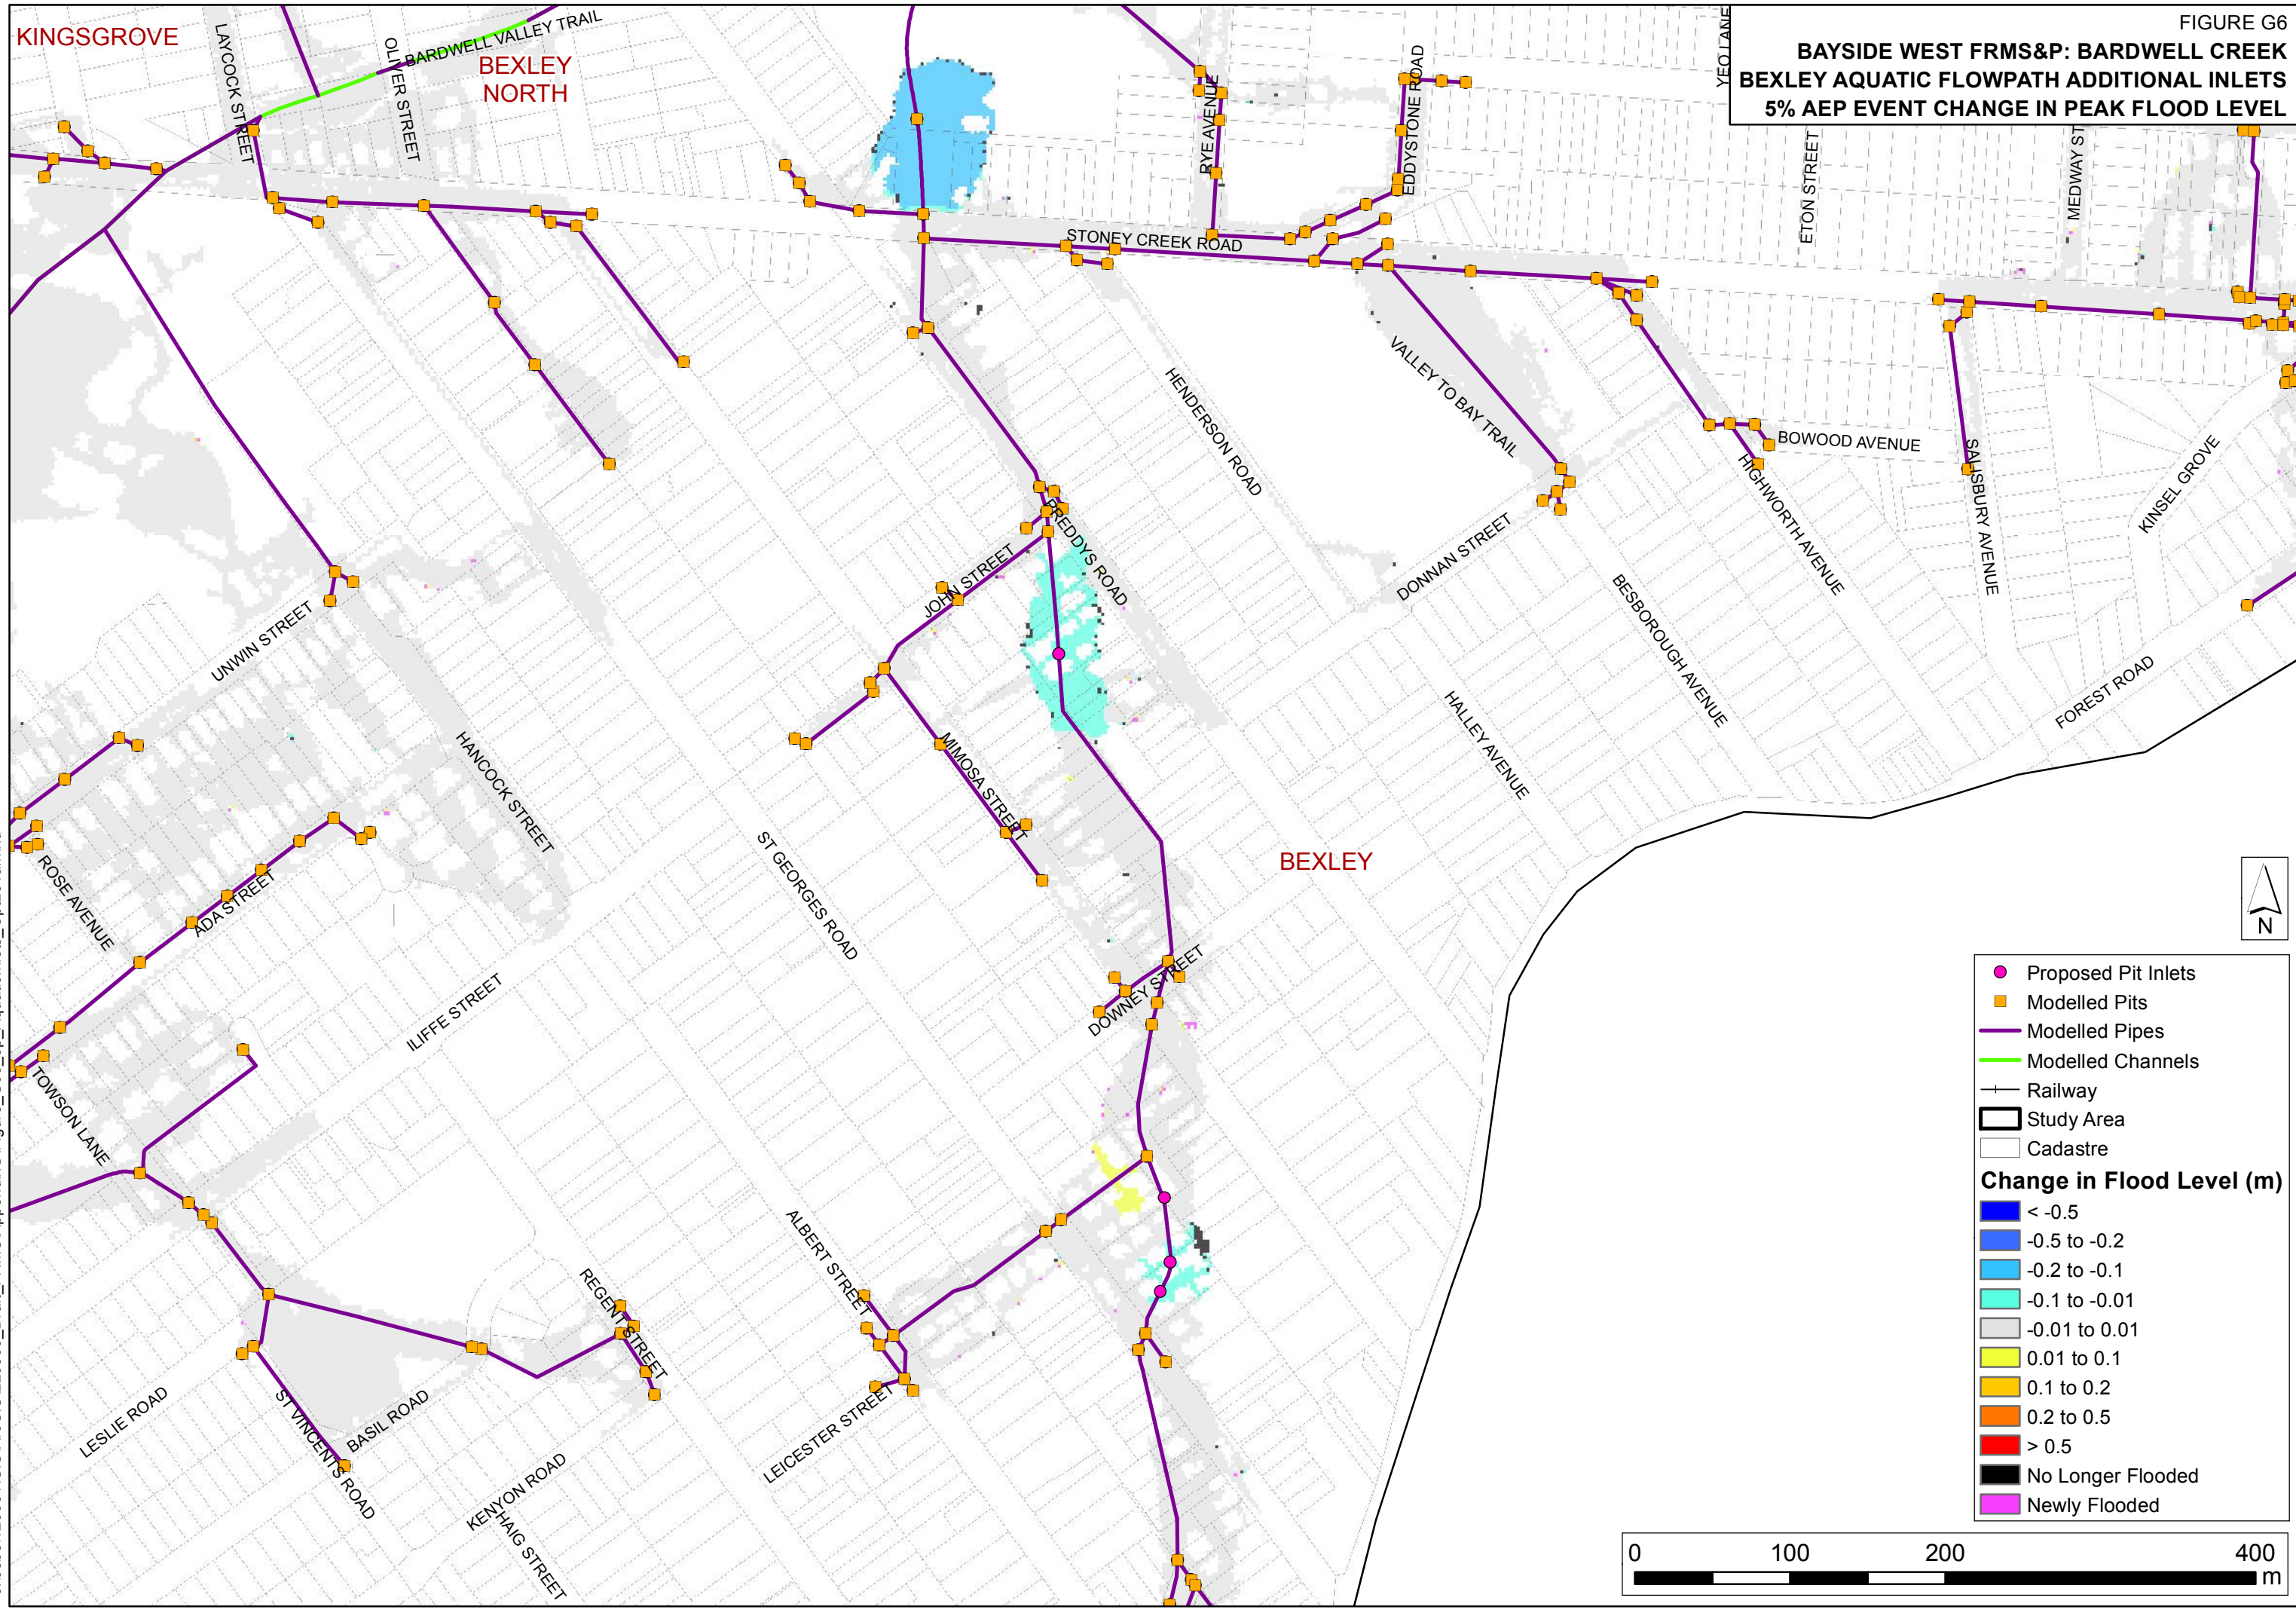 FIGURE G6
BAYSIDE WEST FRMS&P: BARDWELL CREEK
BEXLEY AQUATIC FLOWPATH ADDITIONAL INLETS
5% AEP EVENT CHANGE IN PEAK FLOOD LEVEL
KINGSGROVE
LAYCOCK STREET
OLIVER STREET
BARDWELL VALLEY TRAIL
BEXLEY
NORTH
RYE AVENUE
EDDYSTONE ROAD
YEO LANE
ETON STREET
MEDWAY ST
STONEY CREEK ROAD
VALLEY TO BAY TRAIL
HENDERSON ROAD
BOWOOD AVENUE
HIGHWORTH AVENUE
SALISBURY AVENUE
KINSEL GROVE
PREDDYS ROAD
JOHN STREET
DONNAN STREET
BESBOROUGH AVENUE
FOREST ROAD
UNWIN STREET
HANCOCK STREET
MIMOSA STREET
HALLEY AVENUE
ST GEORGES ROAD
BEXLEY
ROSE AVENUE
ADA STREET
ILIFFE STREET
DOWNEY STREET
TOWSON LANE
ALBERT STREET
REGENT STREET
LEICESTER STREET
LESLIE ROAD
ST VINCENTS ROAD
BASIL ROAD
KENYON ROAD
HAIG STREET
N
Proposed Pit Inlets
Modelled Pits
Modelled Pipes
Modelled Channels
Railway
Study Area
Cadastre
Change in Flood Level (m)
< -0.5
-0.5 to -0.2
-0.2 to -0.1
-0.1 to -0.01
-0.01 to 0.01
0.01 to 0.1
0.1 to 0.2
0.2 to 0.5
> 0.5
No Longer Flooded
Newly Flooded
0 100 200 400
m